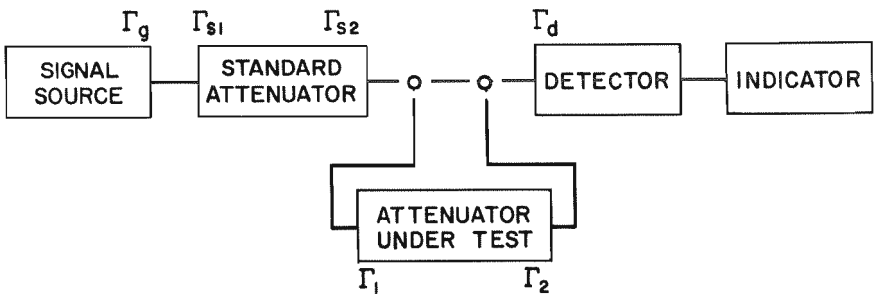 Γg Γs1 Γs2 Γd
SIGNAL
SOURCE
STANDARD
ATTENUATOR
DETECTOR
INDICATOR
ATTENUATOR
UNDER TEST
Γ1 Γ2